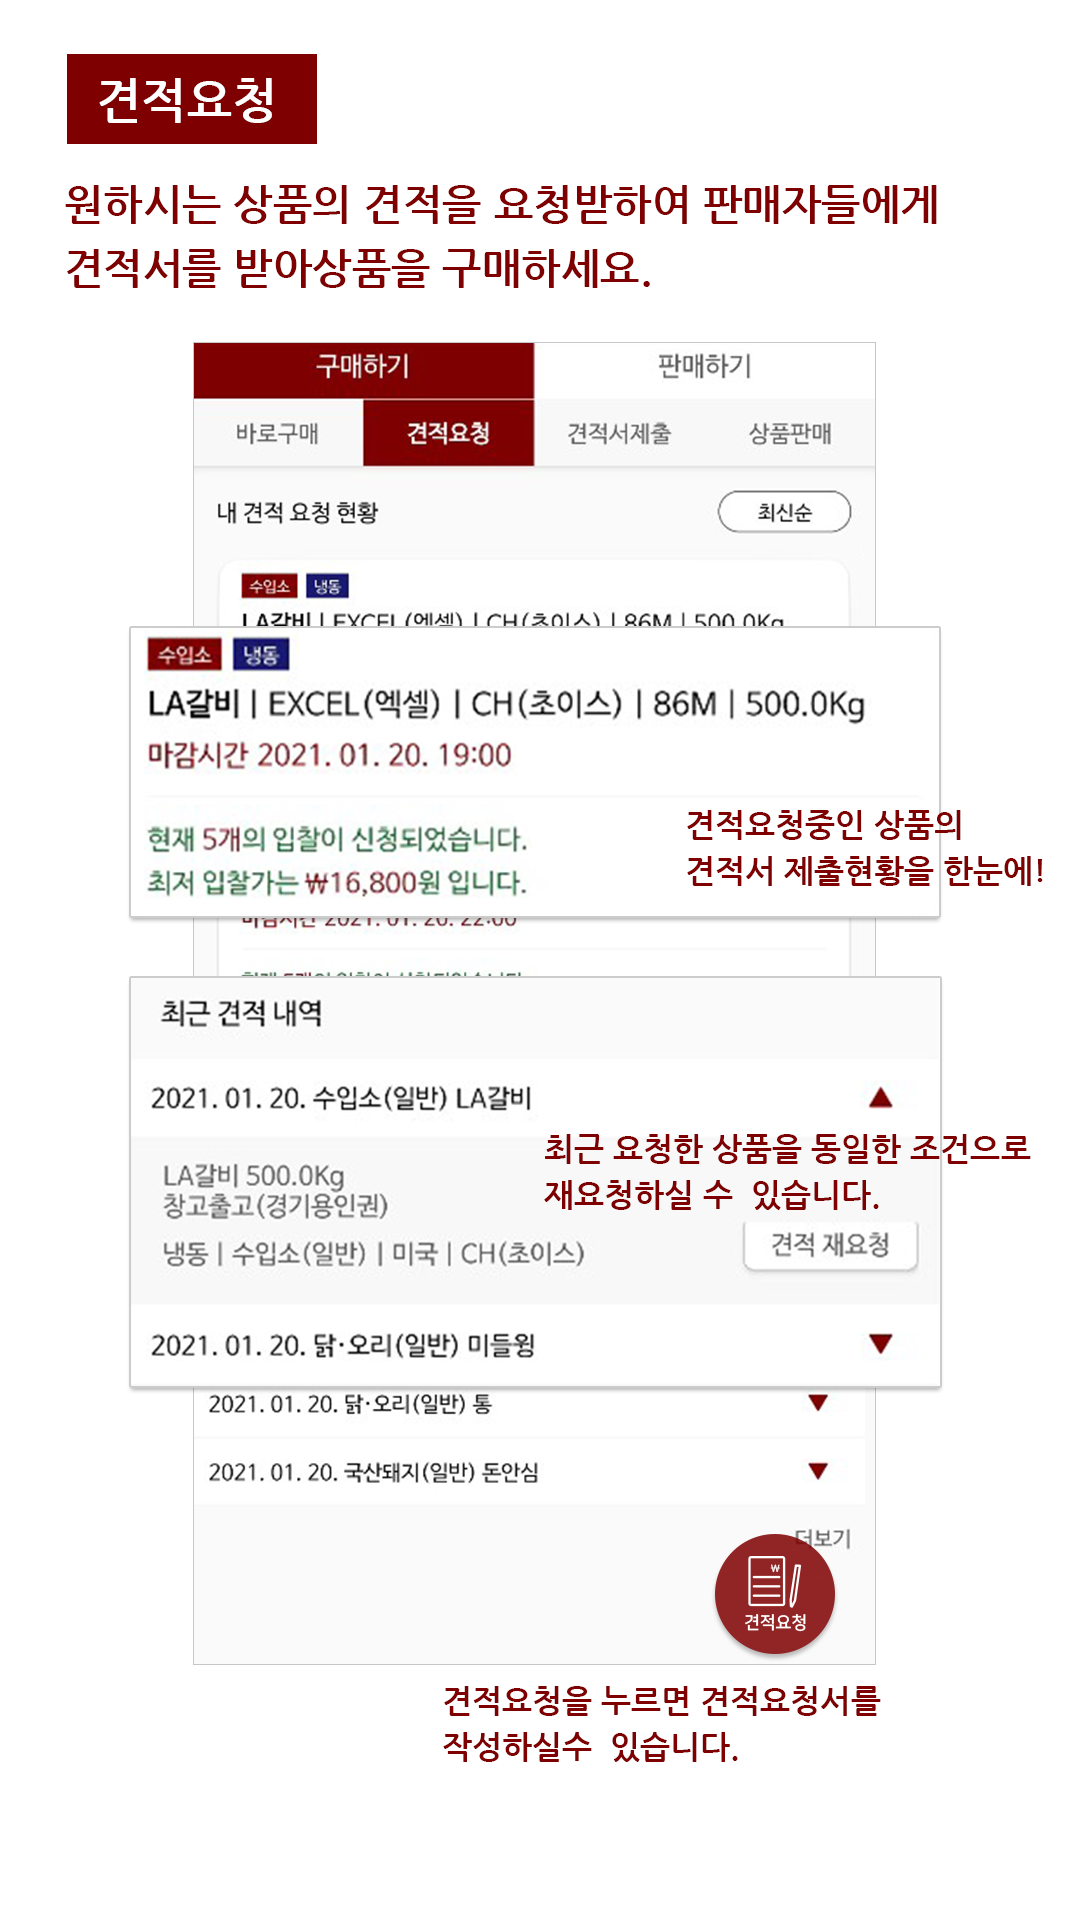 견적요청
원하시는 상품의 견적을 요청받하여 판매자들에게
견적서를 받아상품을 구매하세요.
구매하기 판매하기
바로구매 견적요청 견적서제출 상품판매
내 견적 요청 현황 최신순
수입소 냉동
LA갈비 | EXCEL(엑셀) | CH(초이스) | 86M | 500.0Kg
수입소 냉동
LA갈비 | EXCEL(엑셀) | CH(초이스) | 86M | 500.0Kg
마감시간 2021. 01. 20. 19:00
현재 5개의 입찰이 신청되었습니다.
최저 입찰가는 ₩16,800원 입니다.
견적요청중인 상품의
견적서 제출현황을 한눈에!
최근 견적 내역
2021. 01. 20. 수입소(일반) LA갈비 ▲
최근 요청한 상품을 동일한 조건으로
재요청하실 수  있습니다.
LA갈비 500.0Kg
창고출고(경기용인권)
냉동 | 수입소(일반) | 미국 | CH(초이스)
견적 재요청
2021. 01. 20. 닭·오리(일반) 미들윙 ▼
2021. 01. 20. 닭·오리(일반) 통 ▼
2021. 01. 20. 국산돼지(일반) 돈안심 ▼
더보기
₩
견적요청
견적요청을 누르면 견적요청서를
작성하실수  있습니다.